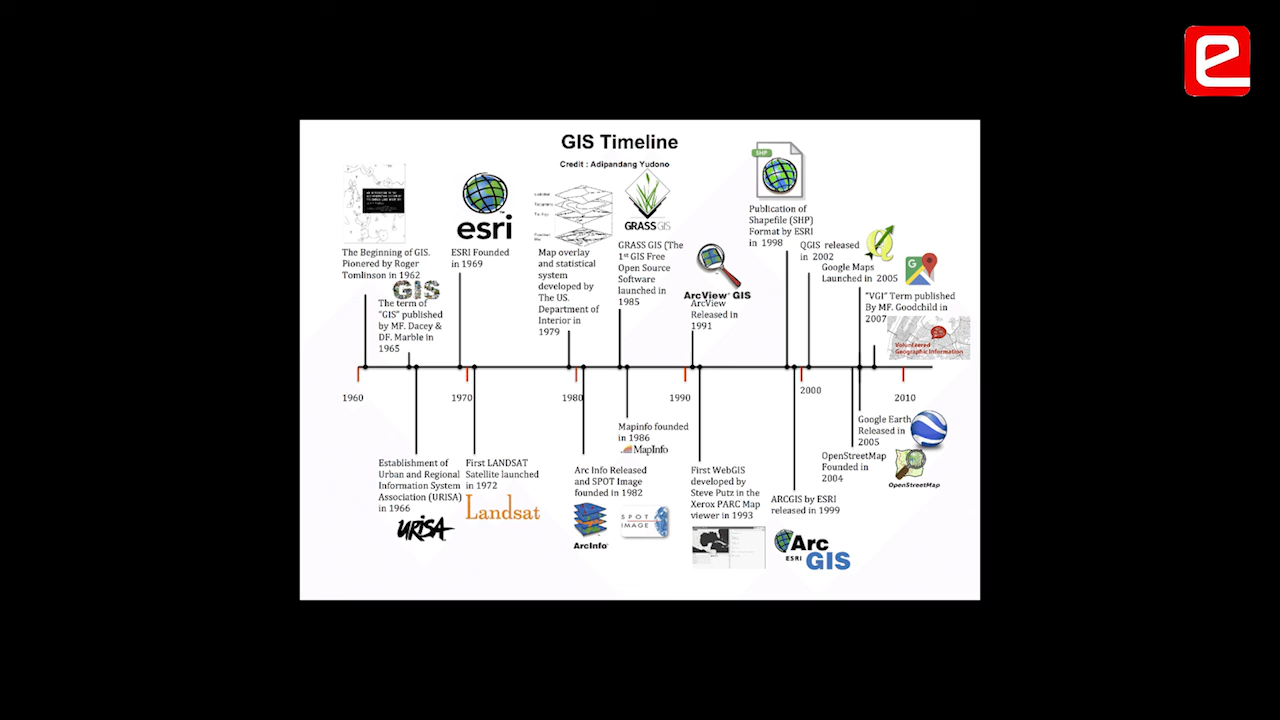 e
GIS Timeline
Credit : Adipandang Yudono
The Beginning of GIS.
Pionered by Roger
Tomlinson in 1962
GIS
The term of
"GIS" published
by MF. Dacey &
DF. Marble in
1965
esri
ESRI Founded
in 1969
Map overlay
and statistical
system
developed by
The US.
Department of
Interior in
1979
GRASS GIS
GRASS GIS (The
1st GIS Free
Open Source
Software
launched in
1985
ArcView GIS
ArcView
Released in
1991
SHP
Publication of
Shapefile (SHP)
Format by ESRI
in 1998
QGIS released
in 2002
Google Maps
Launched in 2005
G
"VGI" Term published
By MF. Goodchild in
2007
Volunteered
Geographic Information
1960
1970
1980
1990
2000
2010
Establishment of
Urban and Regional
Information System
Association (URISA)
in 1966
URISA
First LANDSAT
Satellite launched
in 1972
Landsat
Arc Info Released
and SPOT Image
founded in 1982
ArcInfo
SPOT
IMAGE
Mapinfo founded
in 1986
MapInfo
First WebGIS
developed by
Steve Putz in the
Xerox PARC Map
viewer in 1993
ARCGIS by ESRI
released in 1999
Arc
ESRI GIS
OpenStreetMap
Founded in
2004
OpenStreetMap
Google Earth
Released in
2005